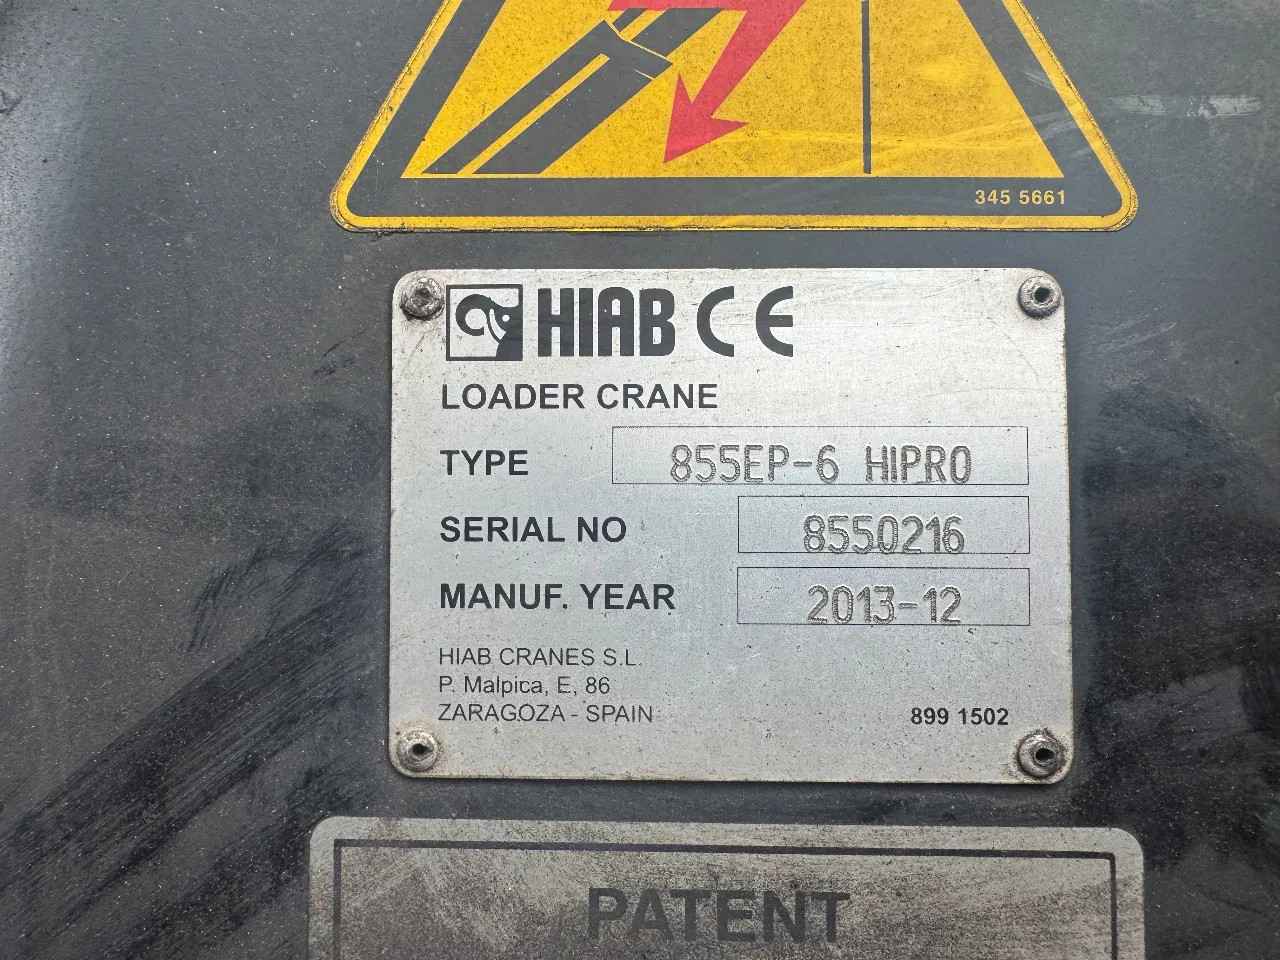 345 5661
HIAB CE
LOADER CRANE
TYPE 855EP-6 HIPRO
SERIAL NO 8550216
MANUF. YEAR 2013-12
HIAB CRANES S.L.
P. Malpica, E, 86
ZARAGOZA - SPAIN 899 1502
PATENT